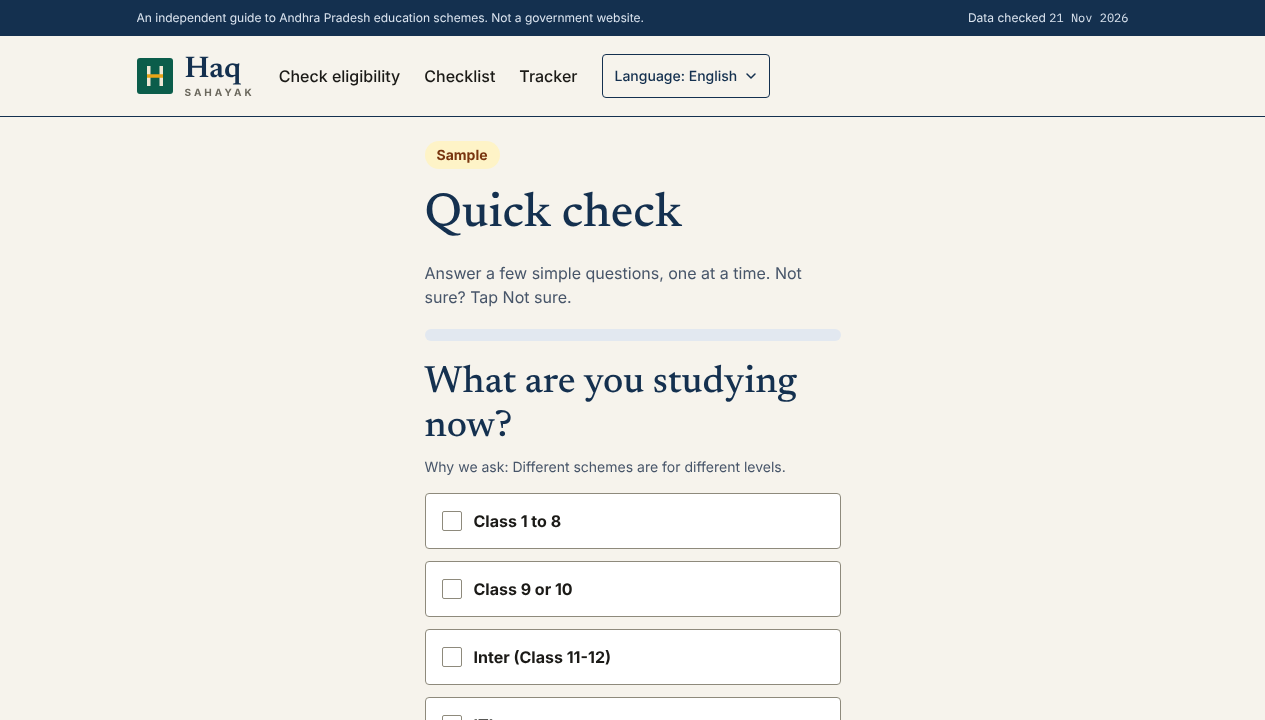 An independent guide to Andhra Pradesh education schemes. Not a government website.
Data checked 21 Nov 2026
H
Haq
SAHAYAK
Check eligibility
Checklist
Tracker
Language: English
Sample
Quick check
Answer a few simple questions, one at a time. Not
sure? Tap Not sure.
What are you studying
now?
Why we ask: Different schemes are for different levels.
Class 1 to 8
Class 9 or 10
Inter (Class 11-12)